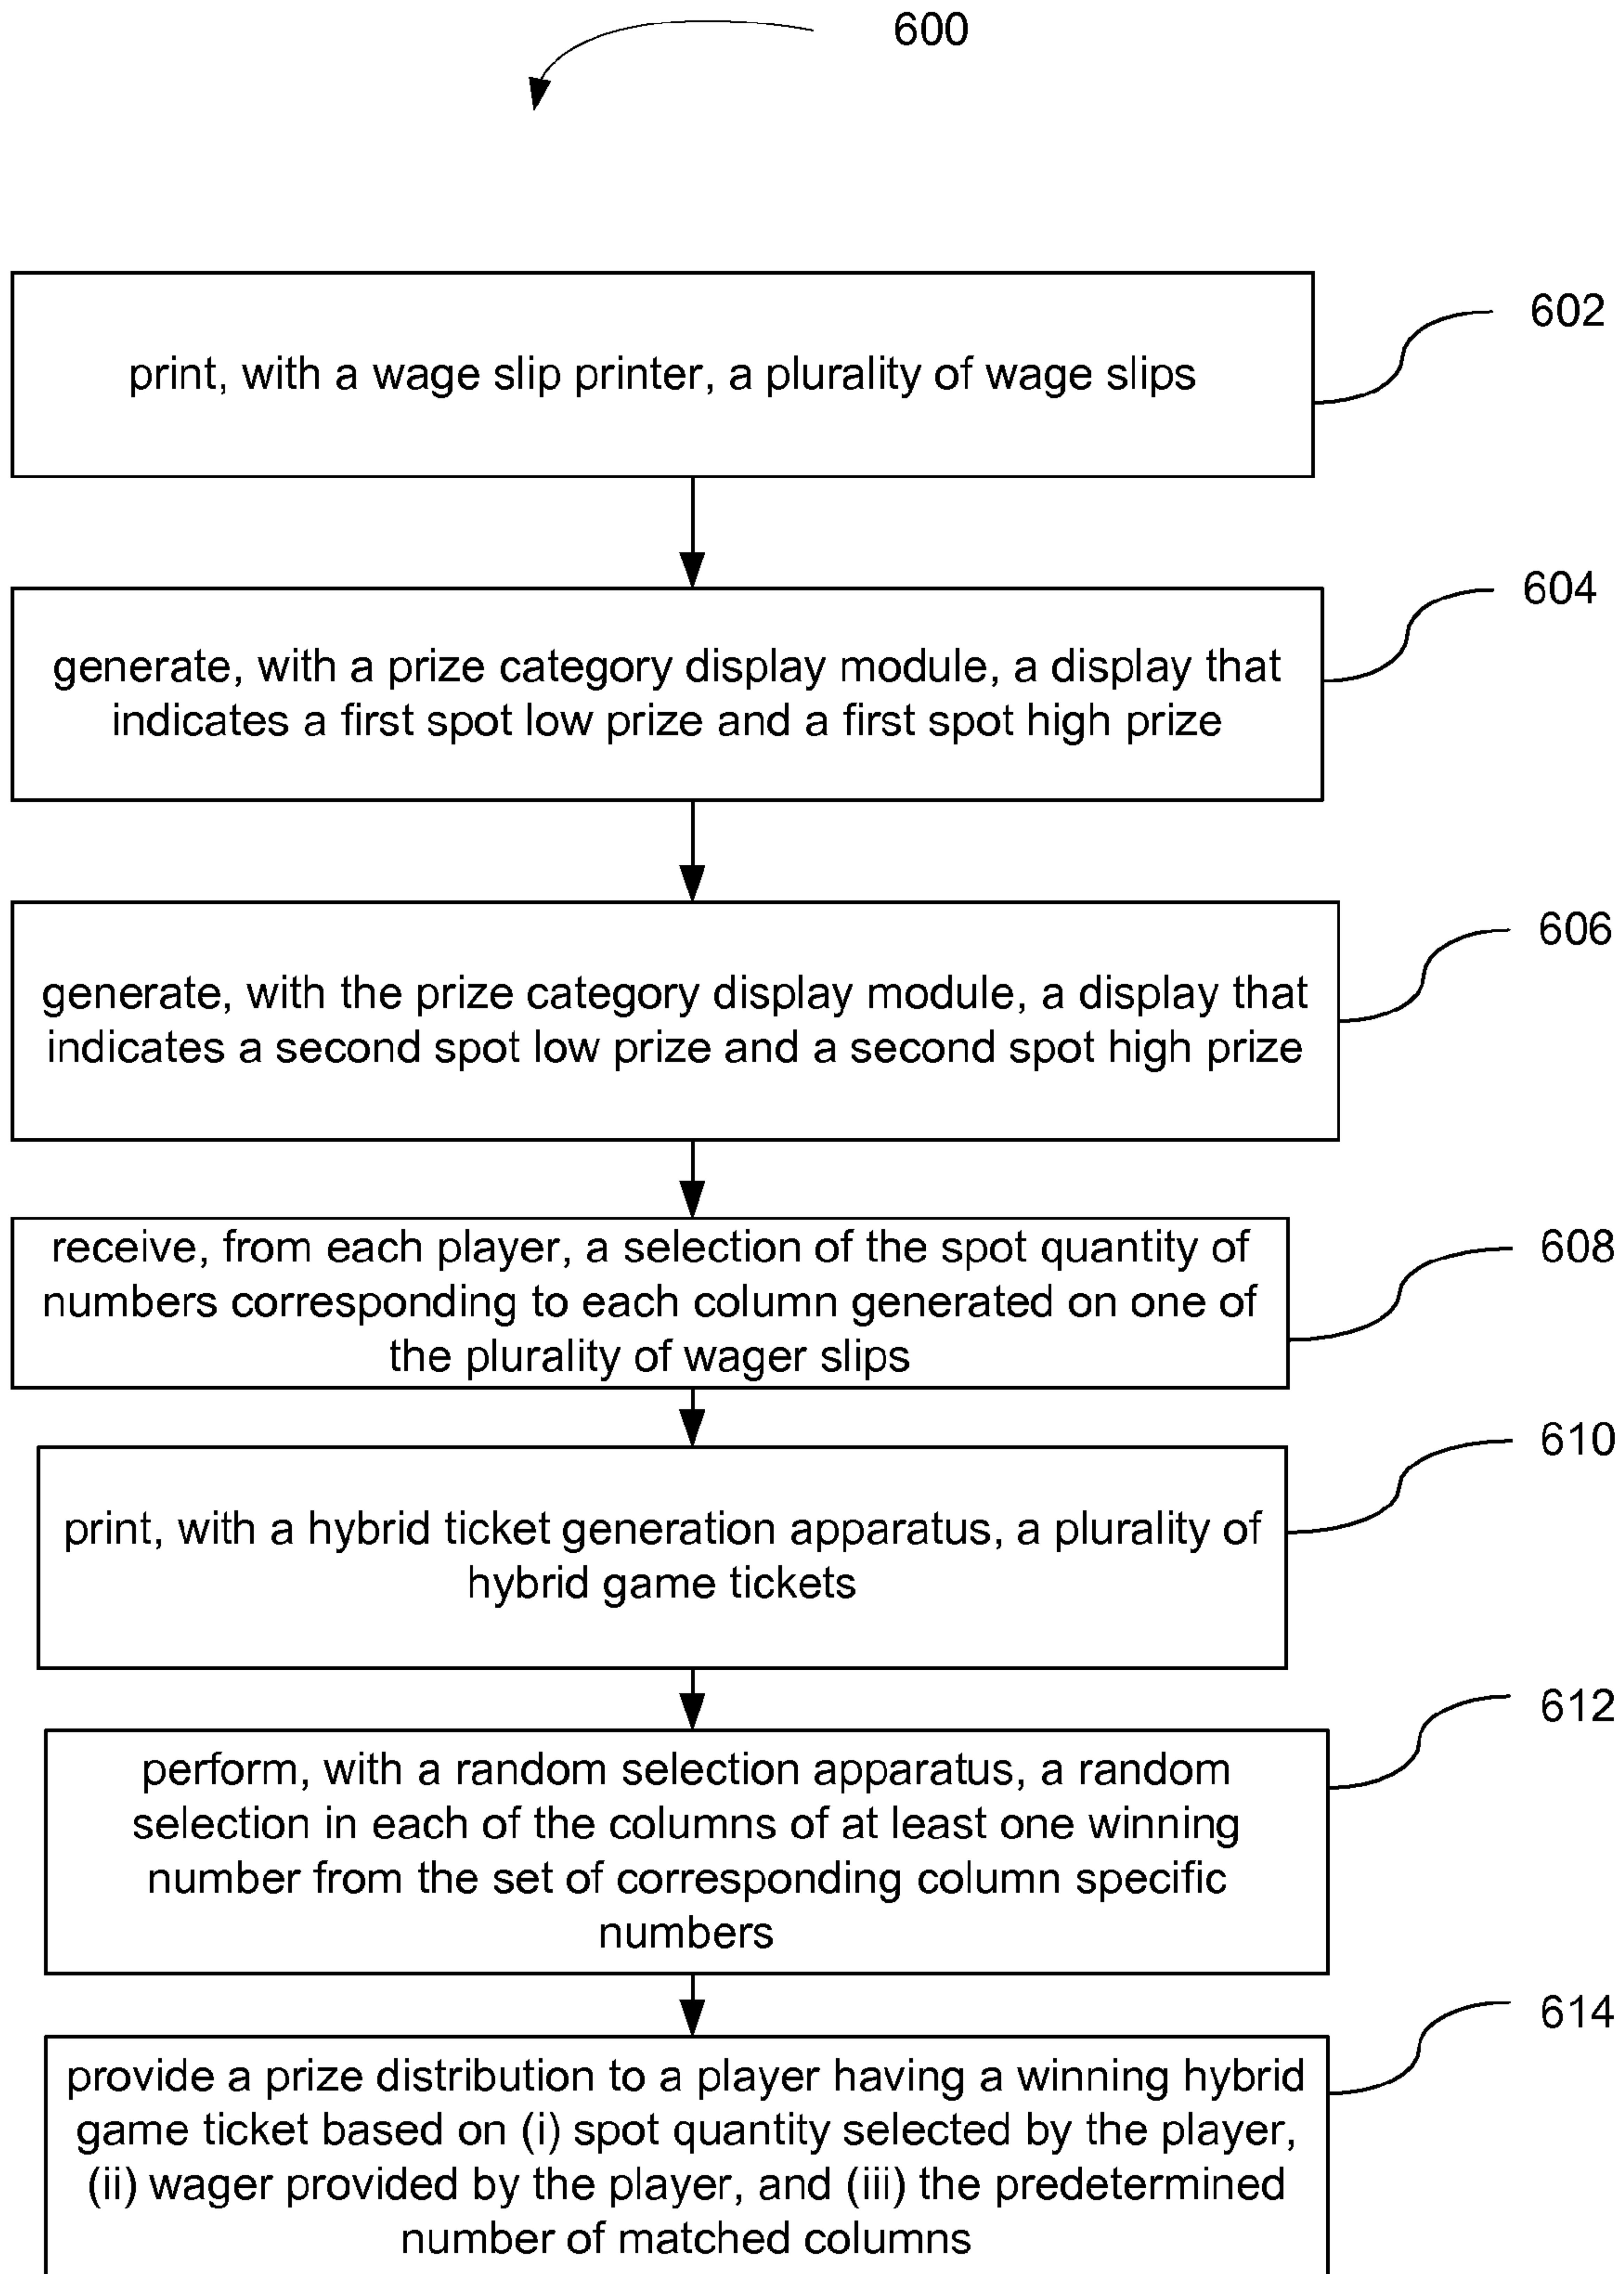 600
print, with a wage slip printer, a plurality of wage slips
602
generate, with a prize category display module, a display that
indicates a first spot low prize and a first spot high prize
604
generate, with the prize category display module, a display that
indicates a second spot low prize and a second spot high prize
606
receive, from each player, a selection of the spot quantity of
numbers corresponding to each column generated on one of
the plurality of wager slips
608
print, with a hybrid ticket generation apparatus, a plurality of
hybrid game tickets
610
perform, with a random selection apparatus, a random
selection in each of the columns of at least one winning
number from the set of corresponding column specific
numbers
612
provide a prize distribution to a player having a winning hybrid
game ticket based on (i) spot quantity selected by the player,
(ii) wager provided by the player, and (iii) the predetermined
number of matched columns
614